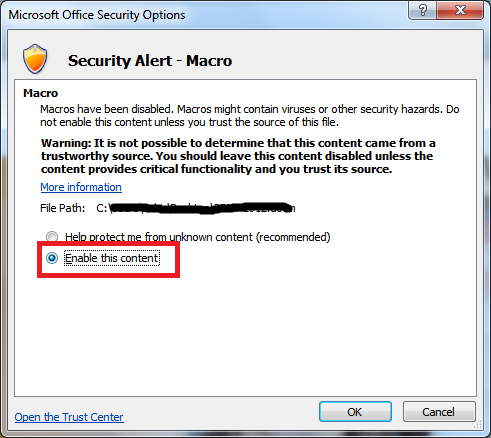 Microsoft Office Security Options
Security Alert - Macro
Macro
Macros have been disabled. Macros might contain viruses or other security hazards. Do
not enable this content unless you trust the source of this file.
Warning: It is not possible to determine that this content came from a
trustworthy source. You should leave this content disabled unless the
content provides critical functionality and you trust its source.
More information
File Path: C:\
Help protect me from unknown content (recommended)
Enable this content
Open the Trust Center
OK
Cancel